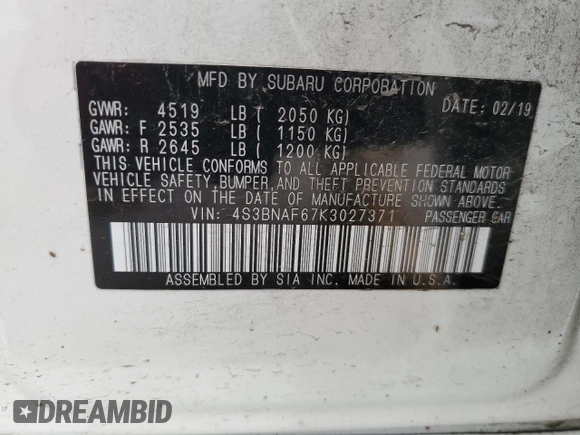 MFD BY SUBARU CORPORATION
GVWR: 4519 LB ( 2050 KG) DATE: 02/19
GAWR: F 2535 LB ( 1150 KG)
GAWR: R 2645 LB ( 1200 KG)
THIS VEHICLE CONFORMS TO ALL APPLICABLE FEDERAL MOTOR
VEHICLE SAFETY, BUMPER, AND THEFT PREVENTION STANDARDS
IN EFFECT ON THE DATE OF MANUFACTURE SHOWN ABOVE.
VIN: 4S3BNAF67K3027371 PASSENGER CAR
ASSEMBLED BY SIA INC. MADE IN U.S.A.
DREAMBID